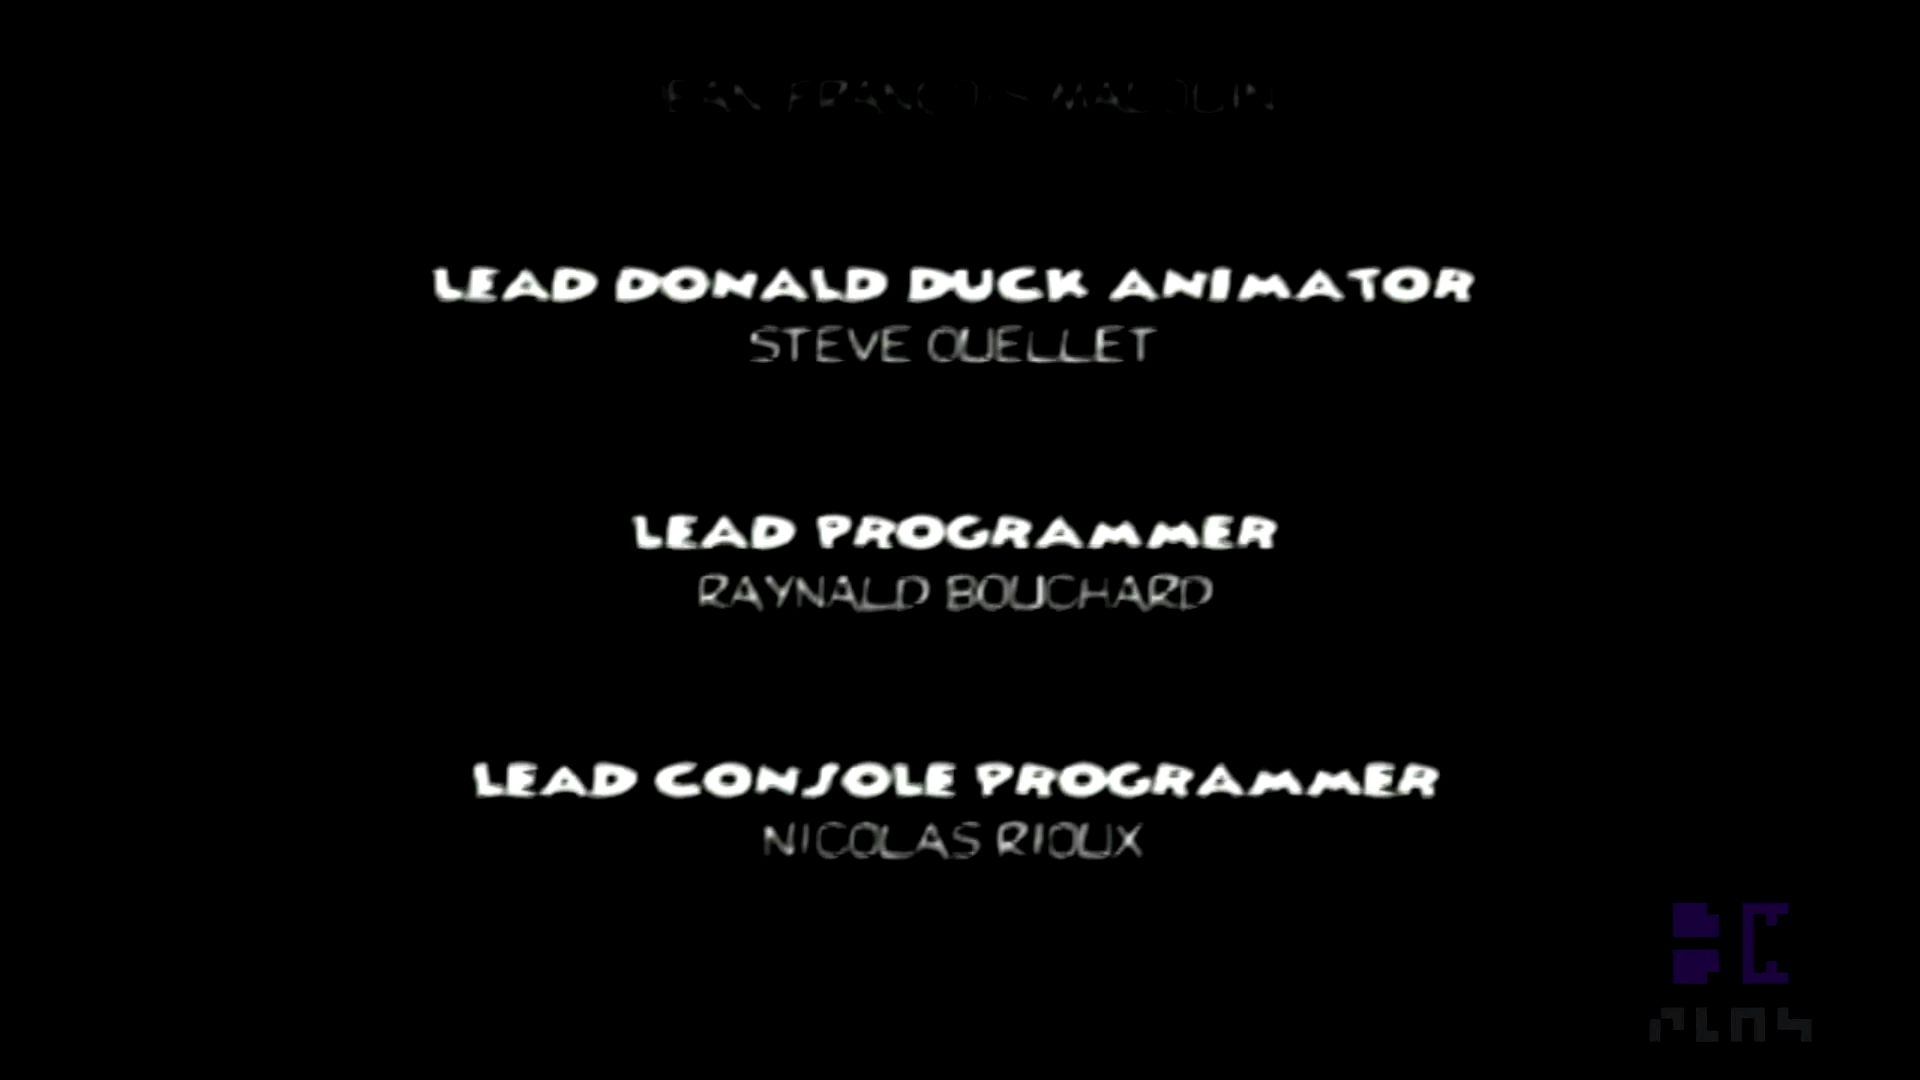 LEAD DONALD DUCK ANIMATOR
STEVE OUELLET
LEAD PROGRAMMER
RAYNALD BOUCHARD
LEAD CONSOLE PROGRAMMER
NICOLAS RIOUX